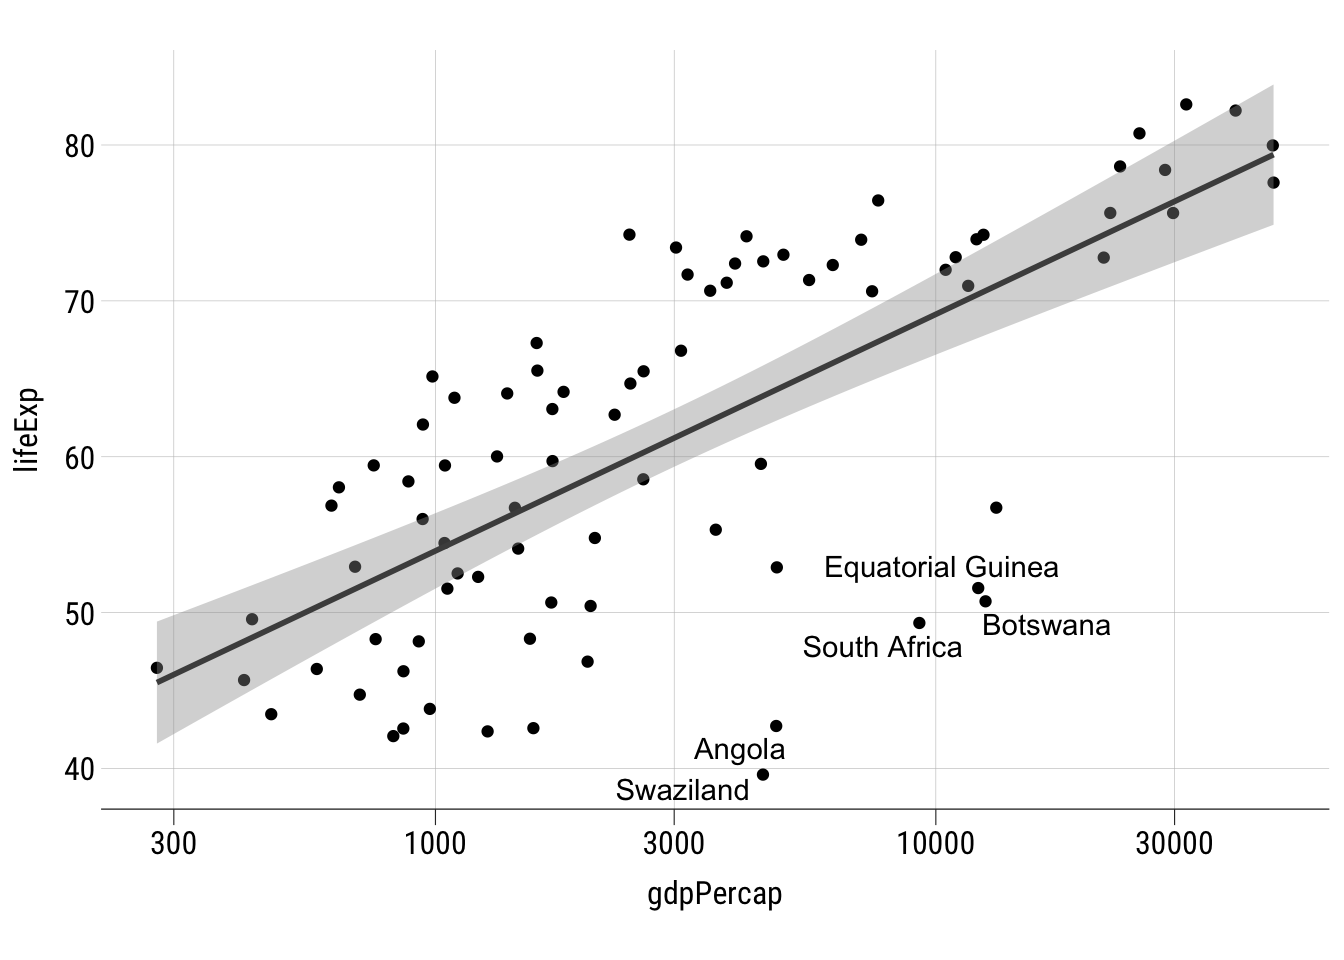 80
70
60
50
40
lifeExp
Equatorial Guinea
Botswana
South Africa
Angola
Swaziland
300 1000 3000 10000 30000
gdpPercap